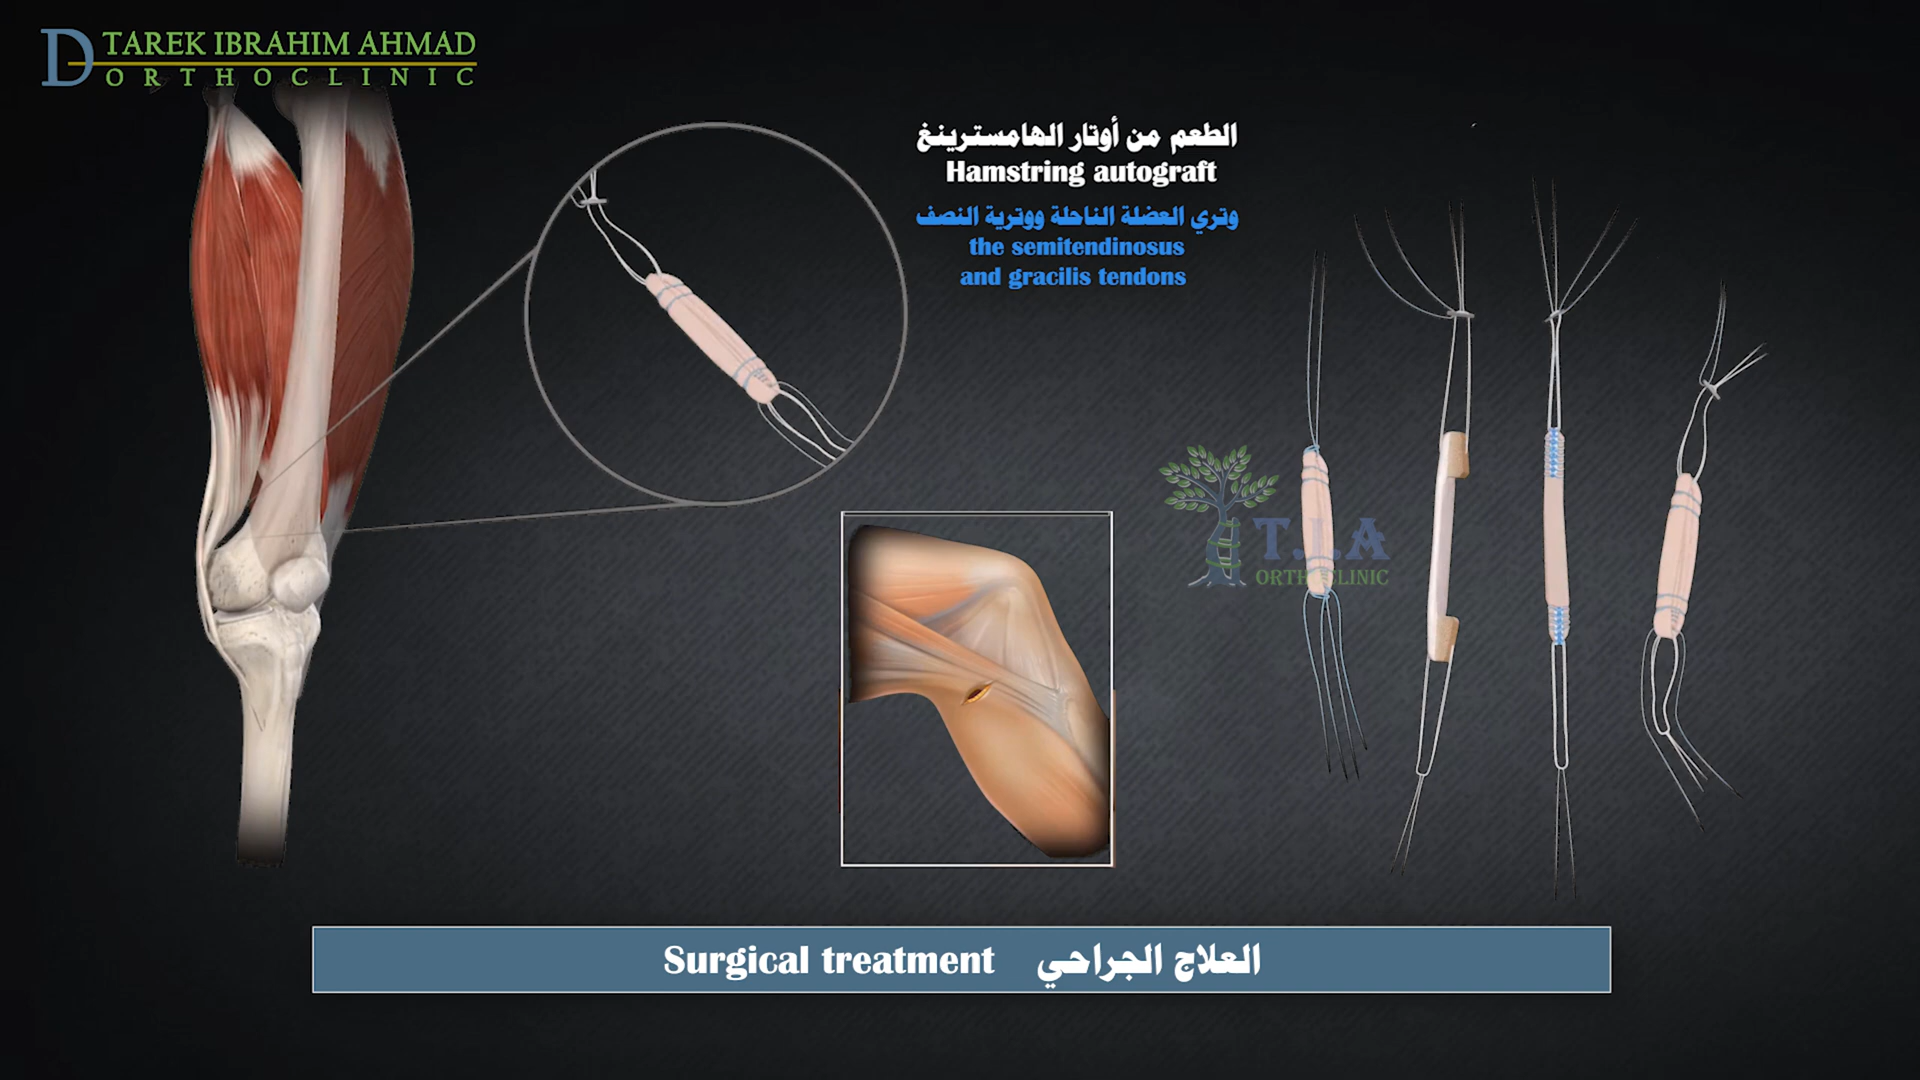 D TAREK IBRAHIM AHMAD
ORTHOCLINIC
الطعم من أوتار الهامسترينغ
Hamstring autograft
وتري العضلة الناحلة ووترية النصف
the semitendinosus
and gracilis tendons
T.I.A
ORTHOCLINIC
Surgical treatment العلاج الجراحي